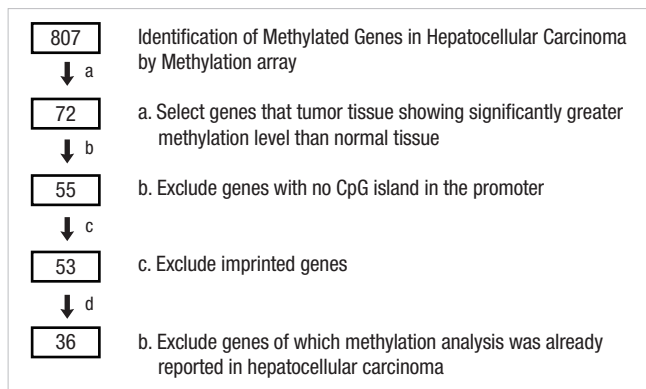 807
Identification of Methylated Genes in Hepatocellular Carcinoma
by Methylation array
a
72
a. Select genes that tumor tissue showing significantly greater
methylation level than normal tissue
b
55
b. Exclude genes with no CpG island in the promoter
c
53
c. Exclude imprinted genes
d
36
b. Exclude genes of which methylation analysis was already
reported in hepatocellular carcinoma